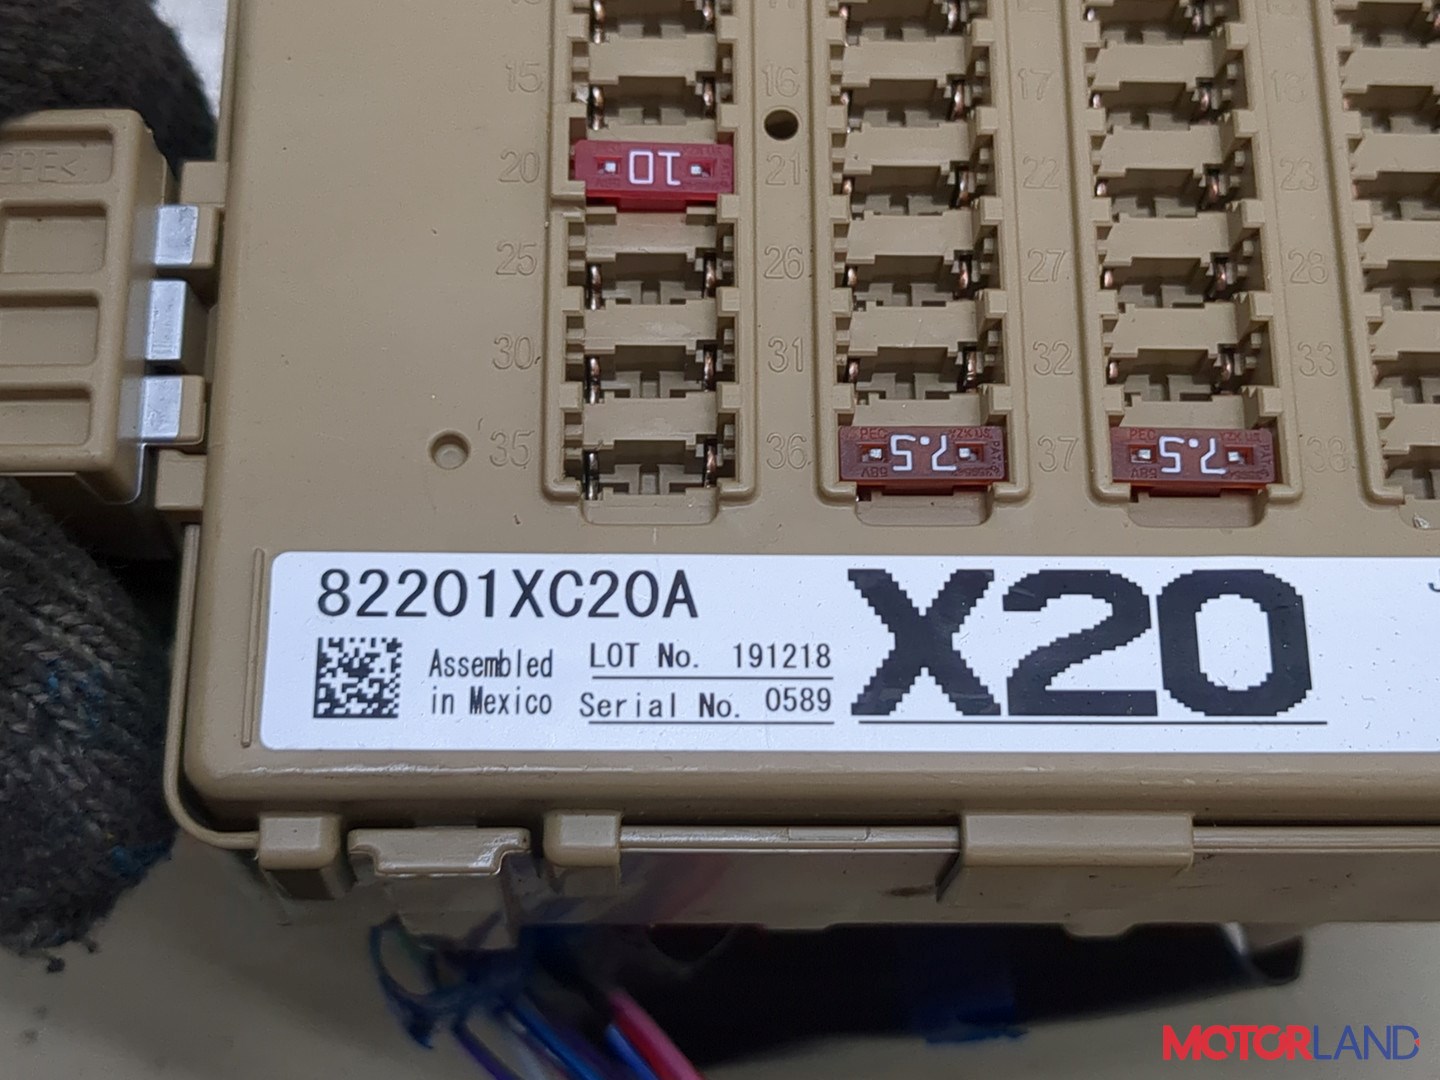 15 16 17
20 10 21 22 23
25 26 27 28
30 31 32 33
35 36 7.5 37 7.5 38
82201XC20A
X20
Assembled
in Mexico
LOT No. 191218
Serial No. 0589
MOTORLAND